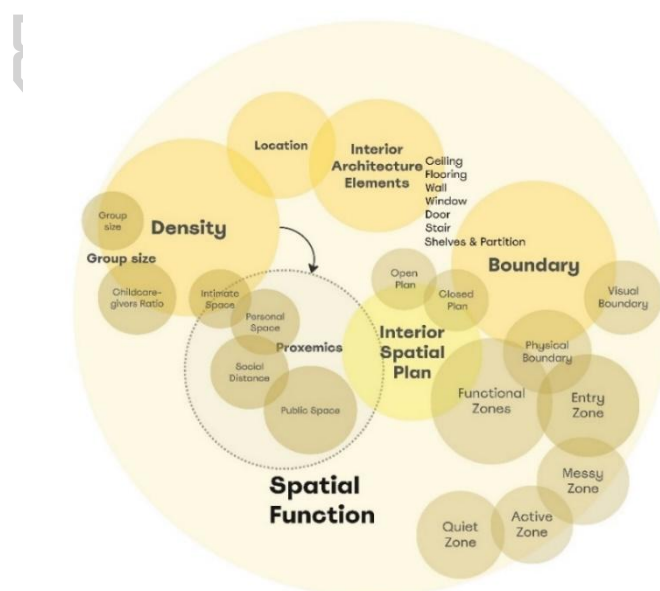 Location
Interior
Architecture
Elements
Ceiling
Flooring
Wall
Window
Door
Stair
Shelves & Partition
Group
size
Density
Group size
Childcare-
givers Ratio
Intimate
Space
Personal
Space
Proxemics
Social
Distance
Public Space
Open
Plan
Closed
Plan
Interior
Spatial
Plan
Boundary
Visual
Boundary
Physical
Boundary
Functional
Zones
Entry
Zone
Messy
Zone
Active
Zone
Quiet
Zone
Spatial
Function